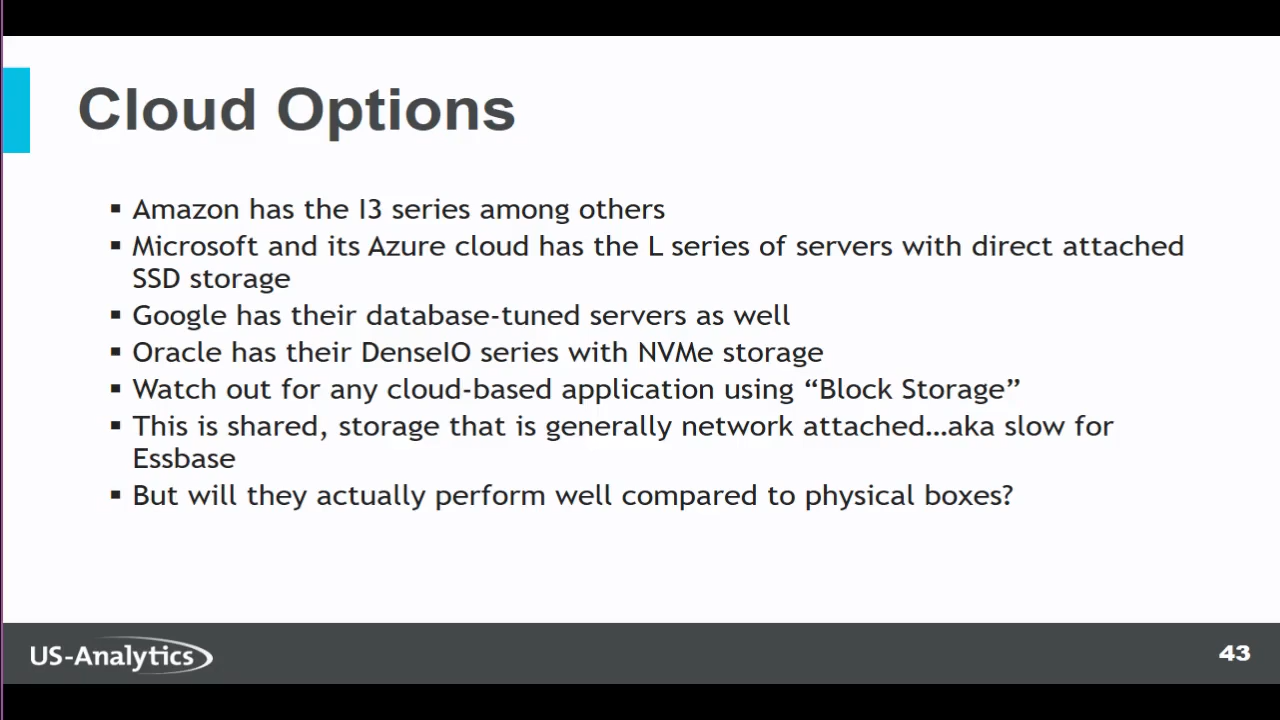 Cloud Options
▪ Amazon has the I3 series among others
▪ Microsoft and its Azure cloud has the L series of servers with direct attached
SSD storage
▪ Google has their database-tuned servers as well
▪ Oracle has their DenseIO series with NVMe storage
▪ Watch out for any cloud-based application using “Block Storage”
▪ This is shared, storage that is generally network attached…aka slow for
Essbase
▪ But will they actually perform well compared to physical boxes?
US-Analytics
43